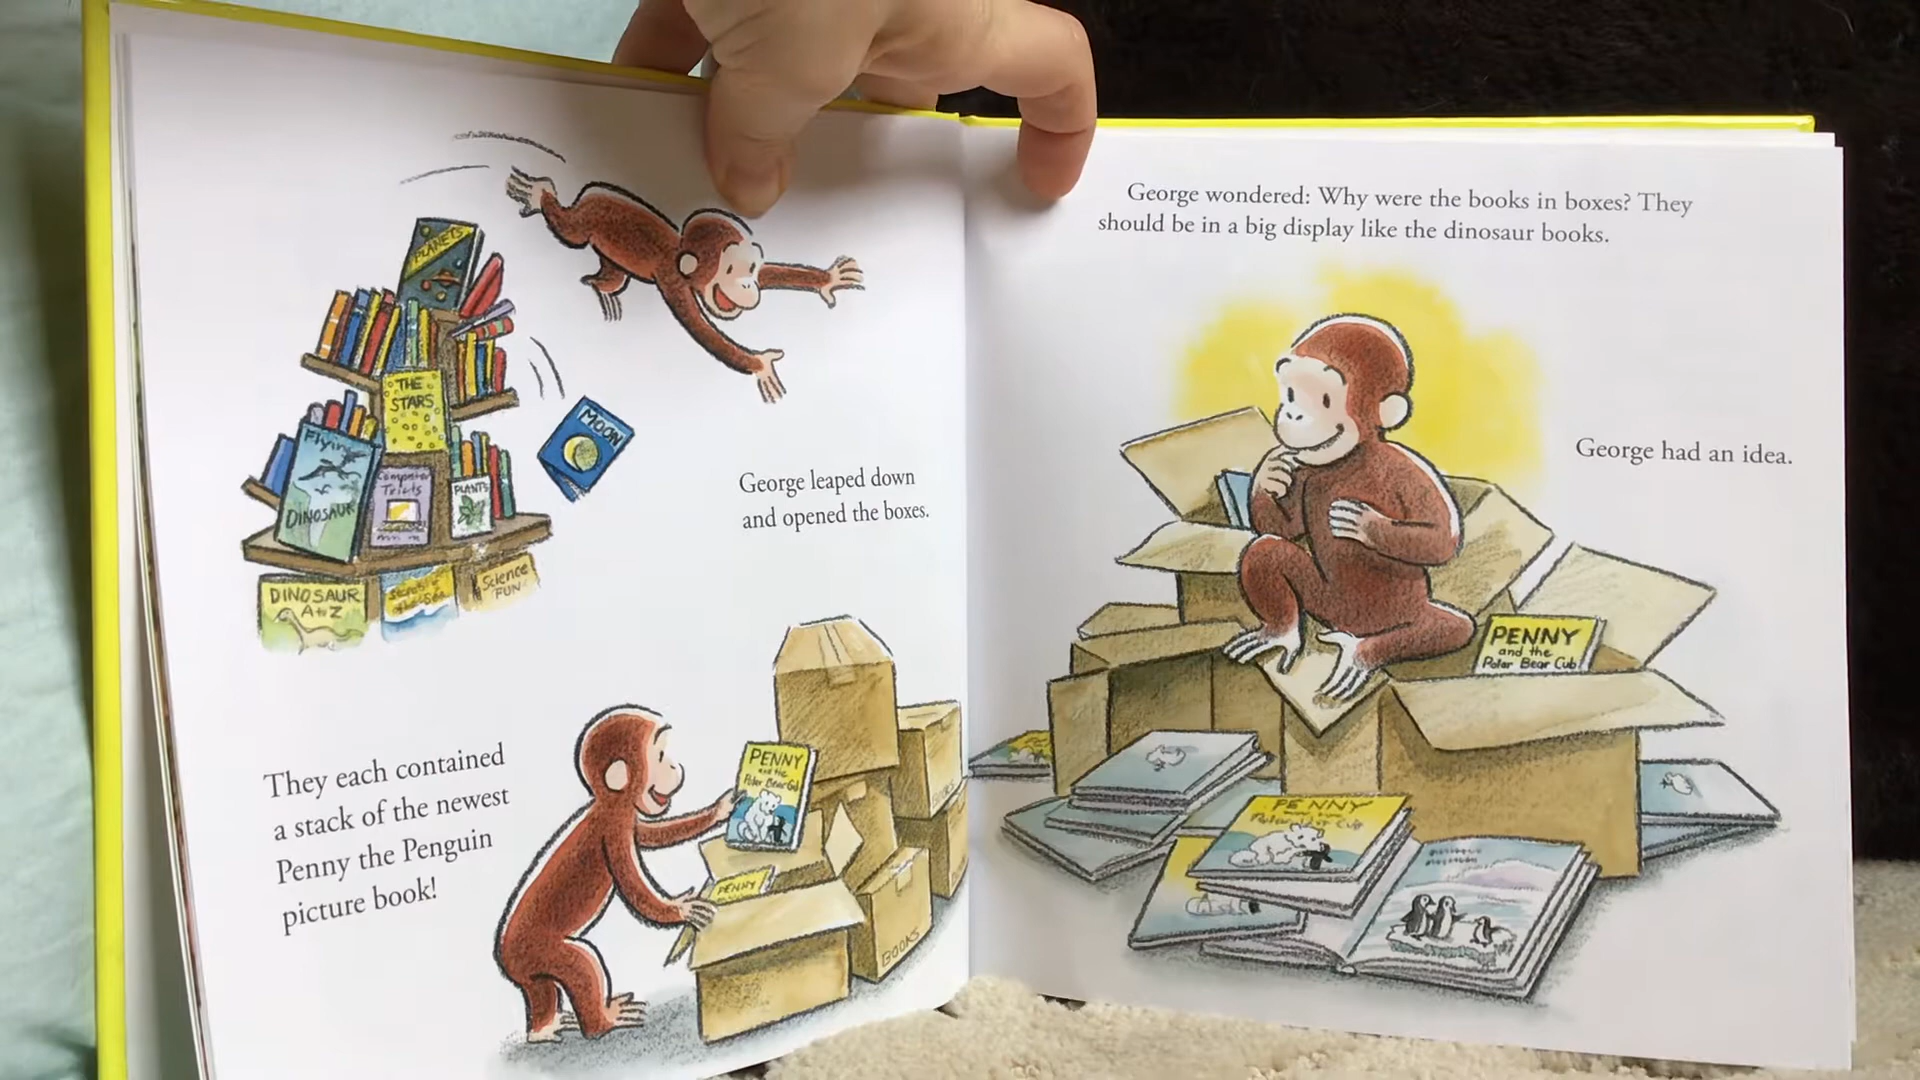 PLANETS
THE
STARS
MOON
Flying
DINOSAUR
Computer
Tricts
PLANTS
DINOSAUR
A to Z
Science
FUN
George leaped down
and opened the boxes.
They each contained
a stack of the newest
Penny the Penguin
picture book!
PENNY
and the
Polar Bear Cub
PENNY
BOOKS
George wondered: Why were the books in boxes? They
should be in a big display like the dinosaur books.
George had an idea.
PENNY
and the
Polar Bear Cub
PENNY